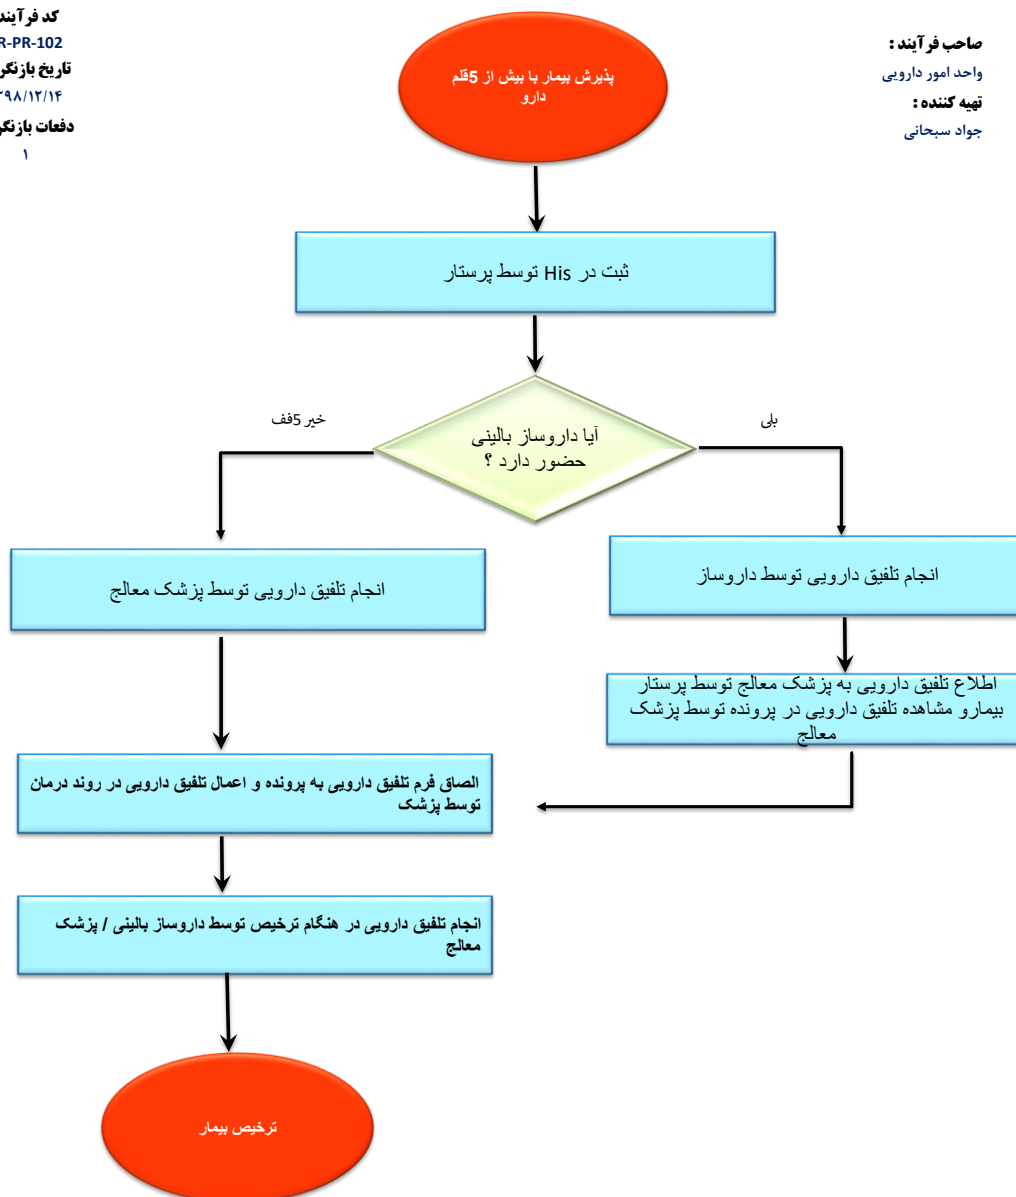 صاحب فرآیند :
واحد امور دارویی
تهیه کننده :
جواد سبحانی
کد فرآیند
R-PR-102
تاریخ بازنگر
۳۹۸/۱۲/۱۴
دفعات بازنگر
۱
پذیرش بیمار با بیش از 5قلم
دارو
ثبت در His توسط پرستار
آیا داروساز بالینی
حضور دارد ؟
بلی
خیر 5فف
انجام تلفیق دارویی توسط داروساز
اطلاع تلفیق دارویی به پزشک معالج توسط پرستار
بیمارو مشاهده تلفیق دارویی در پرونده توسط پزشک
معالج
انجام تلفیق دارویی توسط پزشک معالج
الصاق فرم تلفیق دارویی به پرونده و اعمال تلفیق دارویی در روند درمان
توسط پزشک
انجام تلفیق دارویی در هنگام ترخیص توسط داروساز بالینی / پزشک
معالج
ترخیص بیمار